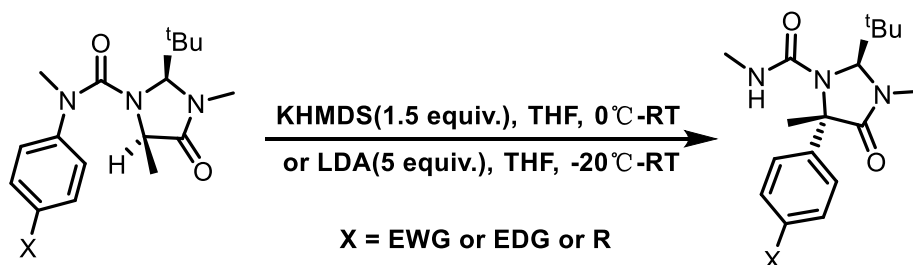 O
tBu
N
N
N
H
O
X
KHMDS(1.5 equiv.), THF, 0℃-RT
or LDA(5 equiv.), THF, -20℃-RT
X = EWG or EDG or R
O
tBu
N
H
N
N
O
X